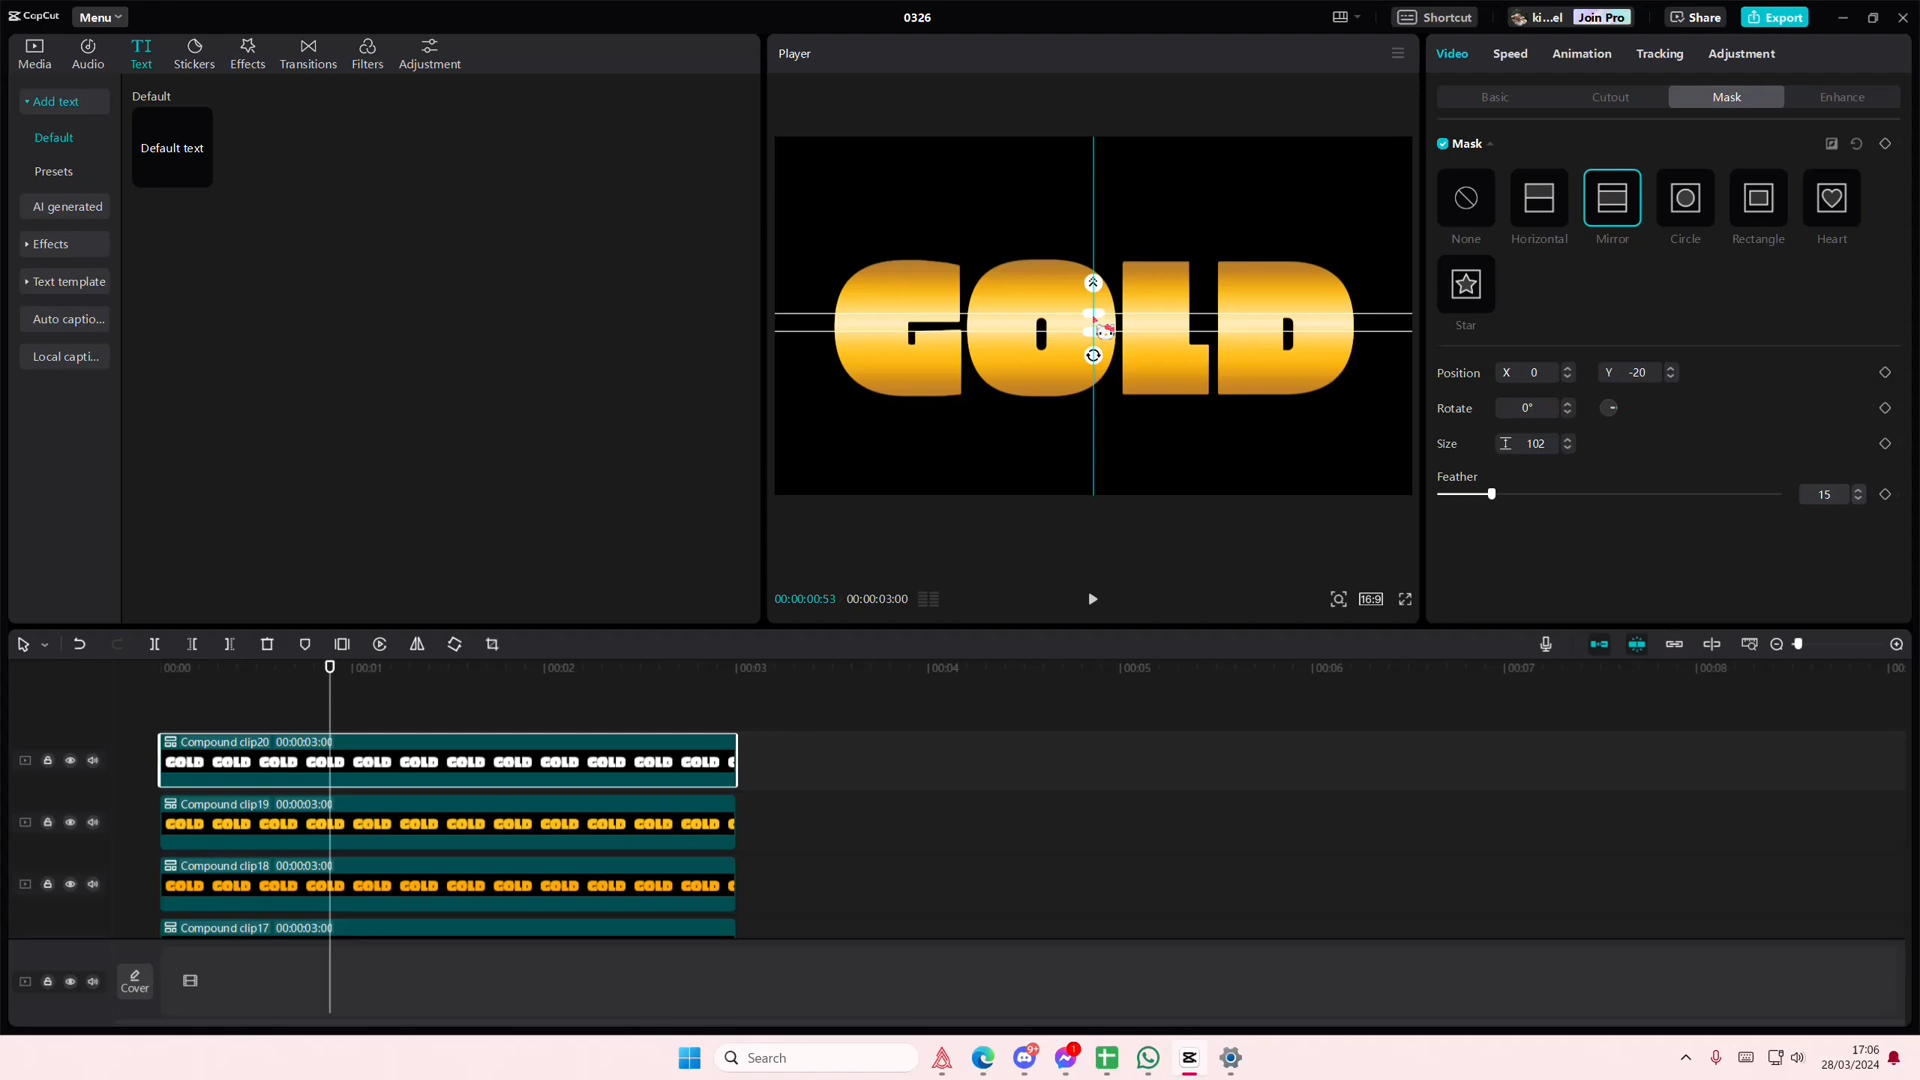 CapCut
Menu
0326
Shortcut
ki...el
Join Pro
Share
Export
Media
Audio
TI
Text
Stickers
Effects
Transitions
Filters
Adjustment
Add text
Default
Presets
AI generated
Effects
Text template
Auto captio...
Local capti...
Default
Default text
Player
GOLD
00:00:00:53
00:00:03:00
16:9
Video
Speed
Animation
Tracking
Adjustment
Basic
Cutout
Mask
Enhance
Mask
None
Horizontal
Mirror
Circle
Rectangle
Heart
Star
Position
X 0
Y -20
Rotate
0°
Size
102
Feather
15
00:00
00:01
00:02
00:03
00:04
00:05
00:06
00:07
00:08
00:
Compound clip20 00:00:03:00
GOLD GOLD GOLD GOLD GOLD GOLD GOLD GOLD GOLD GOLD GOLD GOLD
Compound clip19 00:00:03:00
GOLD GOLD GOLD GOLD GOLD GOLD GOLD GOLD GOLD GOLD GOLD GOLD
Compound clip18 00:00:03:00
GOLD GOLD GOLD GOLD GOLD GOLD GOLD GOLD GOLD GOLD GOLD GOLD
Compound clip17 00:00:03:00
Cover
Search
9+
1
17:06
28/03/2024